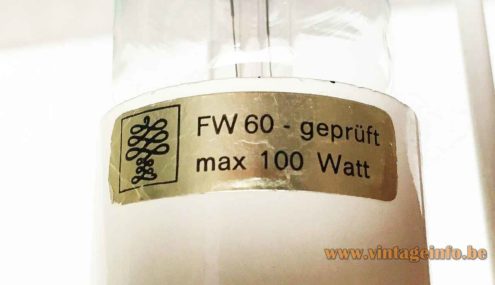 FW 60 - geprüft
max 100 Watt
www.vintageinfo.be